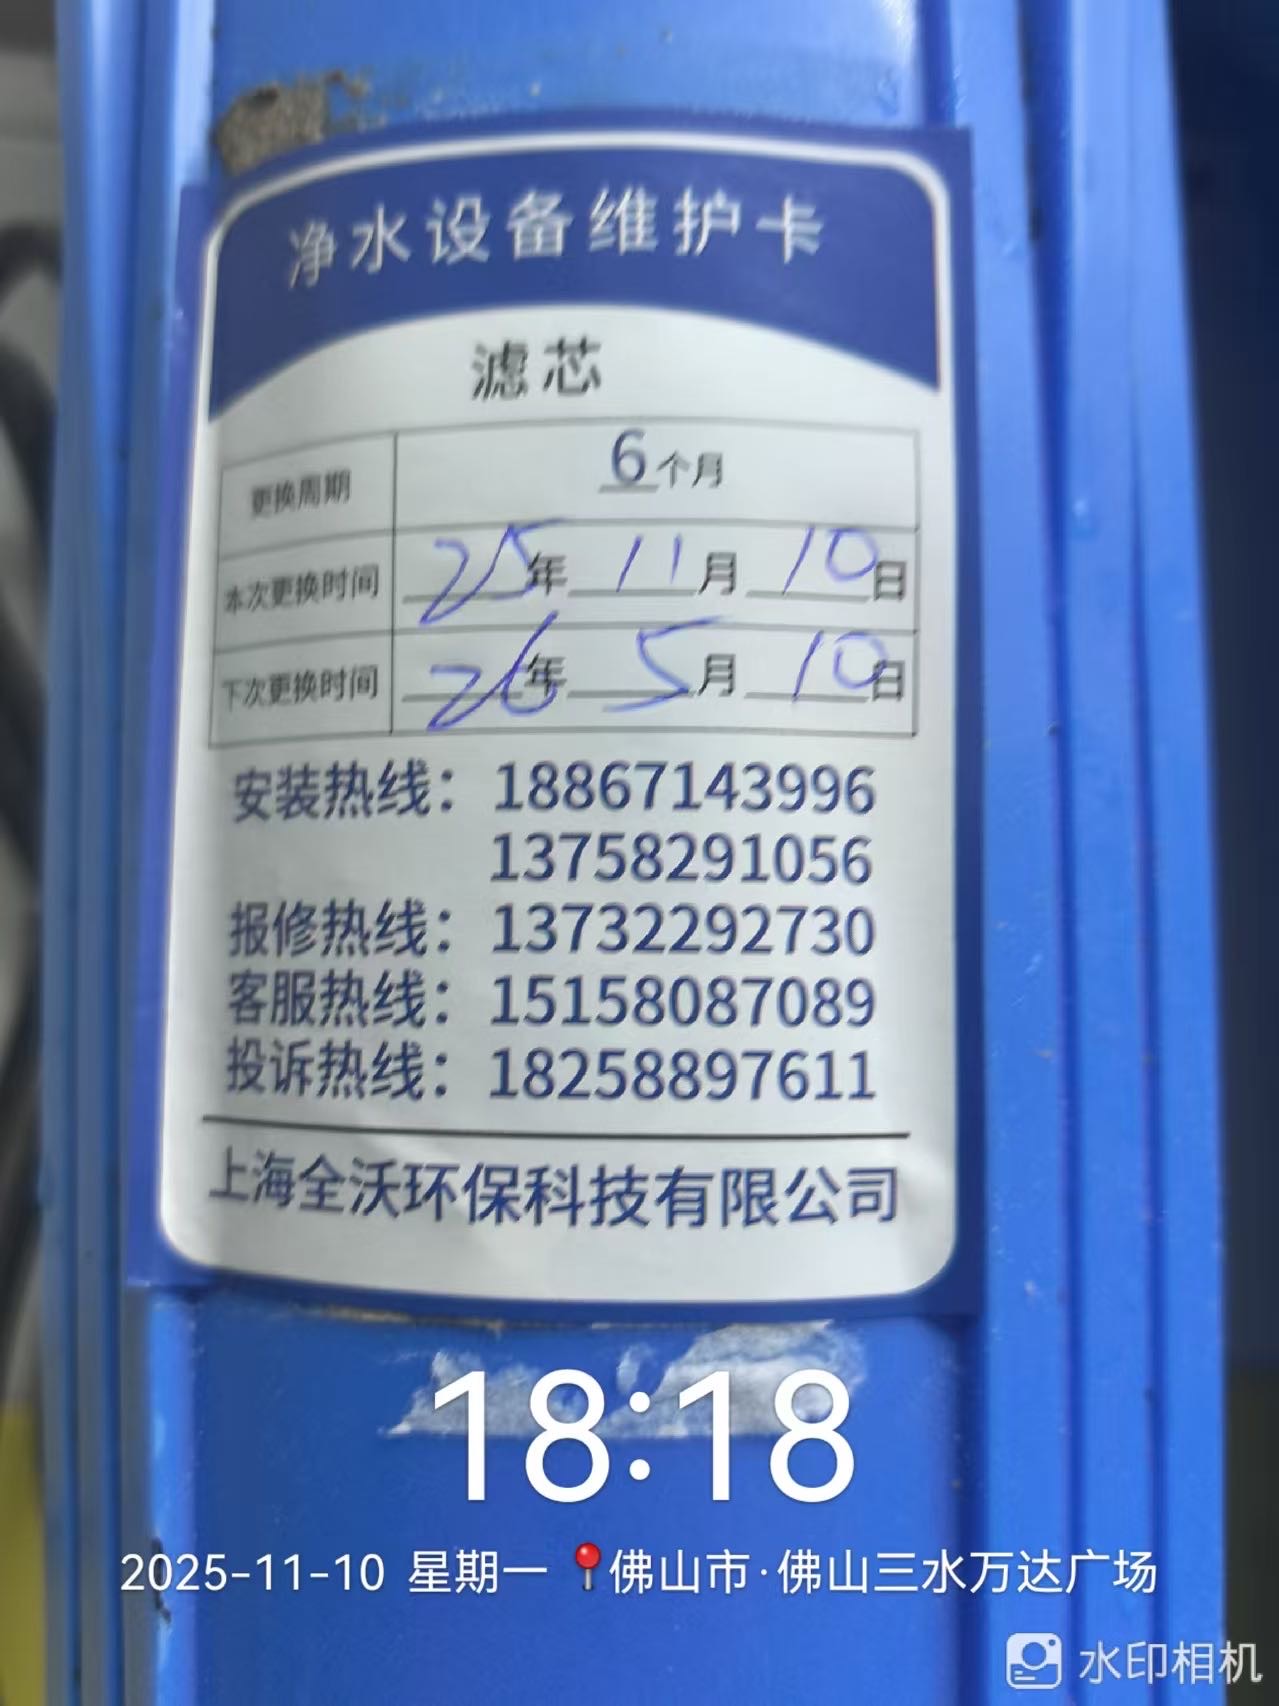 净水设备维护卡
滤芯
更换周期 6个月
本次更换时间 25年 11月 10日
下次更换时间 26年 5月 10日
安装热线：18867143996
13758291056
报修热线：13732292730
客服热线：15158087089
投诉热线：18258897611
上海全沃环保科技有限公司
18:18
2025-11-10 星期一 佛山市·佛山三水万达广场
水印相机